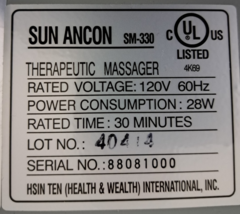 SUN ANCON SM-330
C UL US
LISTED
4K69
THERAPEUTIC MASSAGER
RATED VOLTAGE: 120V 60Hz
POWER CONSUMPTION: 28W
RATED TIME: 30 MINUTES
LOT NO.: 40414
SERIAL NO.: 88081000
HSIN TEN (HEALTH & WEALTH) INTERNATIONAL, INC.